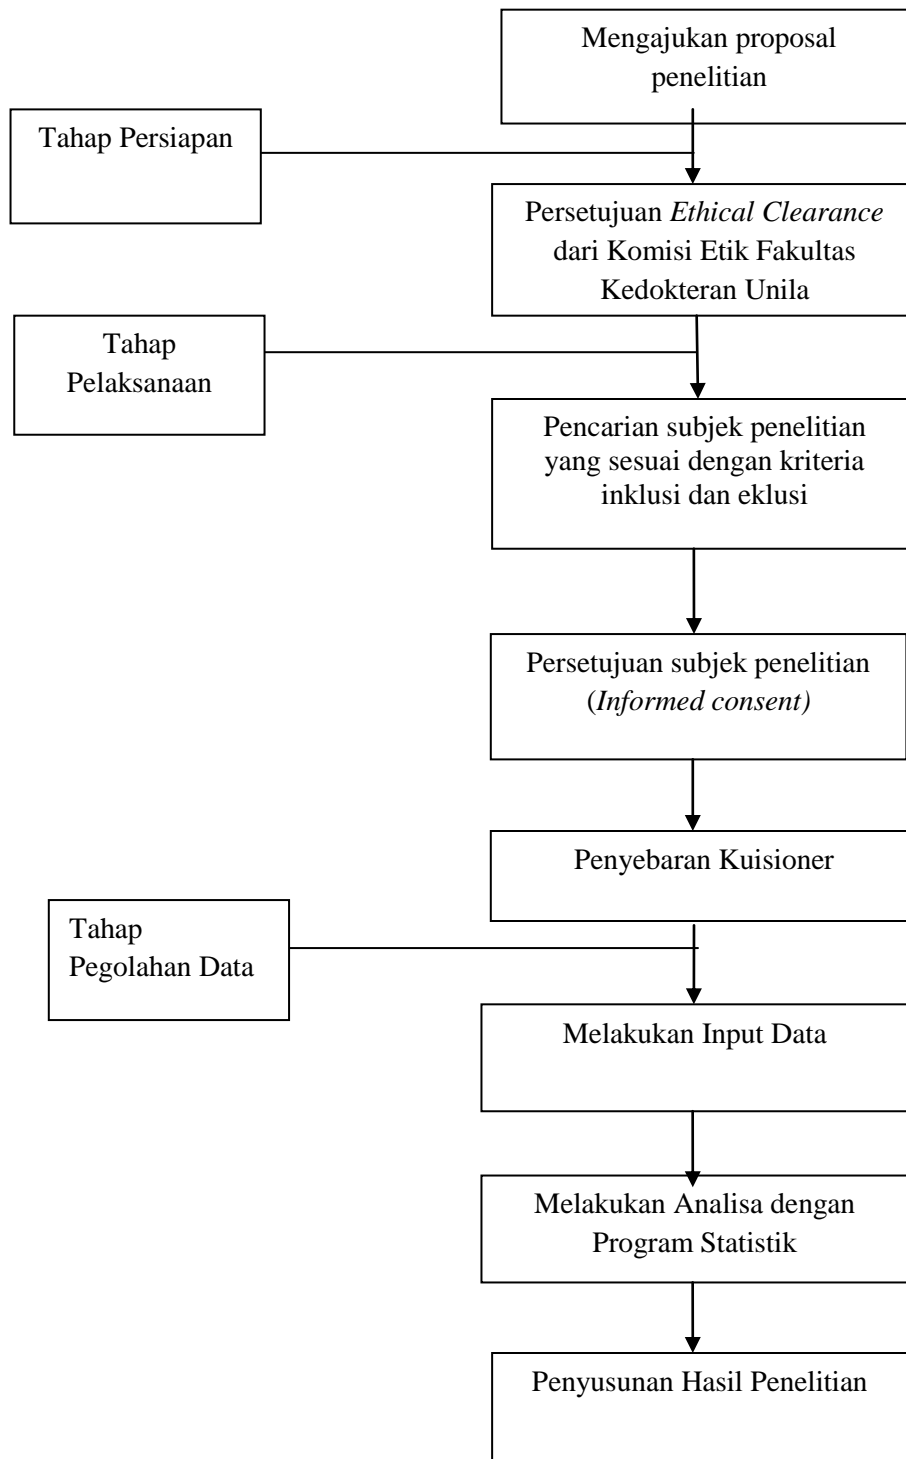 Mengajukan proposal
penelitian
Tahap Persiapan
Persetujuan Ethical Clearance
dari Komisi Etik Fakultas
Kedokteran Unila
Tahap
Pelaksanaan
Pencarian subjek penelitian
yang sesuai dengan kriteria
inklusi dan eklusi
Persetujuan subjek penelitian
(Informed consent)
Penyebaran Kuisioner
Tahap
Pegolahan Data
Melakukan Input Data
Melakukan Analisa dengan
Program Statistik
Penyusunan Hasil Penelitian